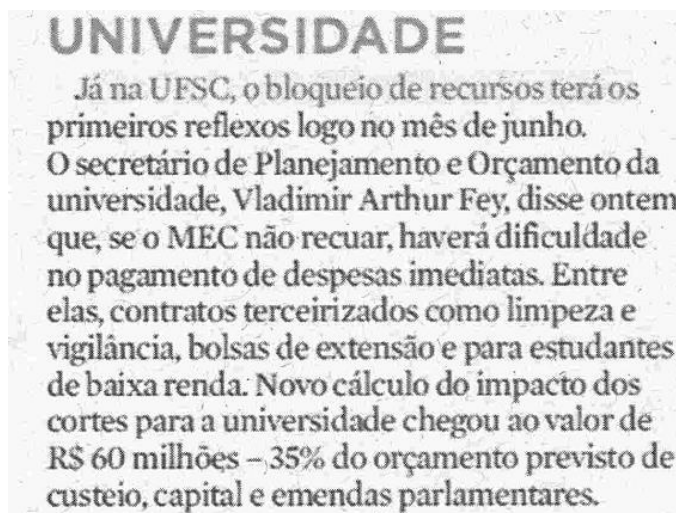 UNIVERSIDADE
Já na UFSC, o bloqueio de recursos terá os
primeiros reflexos logo no mês de junho.
O secretário de Planejamento e Orçamento da
universidade, Vladimir Arthur Fey, disse ontem
que, se o MEC não recuar, haverá dificuldade
no pagamento de despesas imediatas. Entre
elas, contratos terceirizados como limpeza e
vigilância, bolsas de extensão e para estudantes
de baixa renda. Novo cálculo do impacto dos
cortes para a universidade chegou ao valor de
R$ 60 milhões – 35% do orçamento previsto de
custeio, capital e emendas parlamentares.